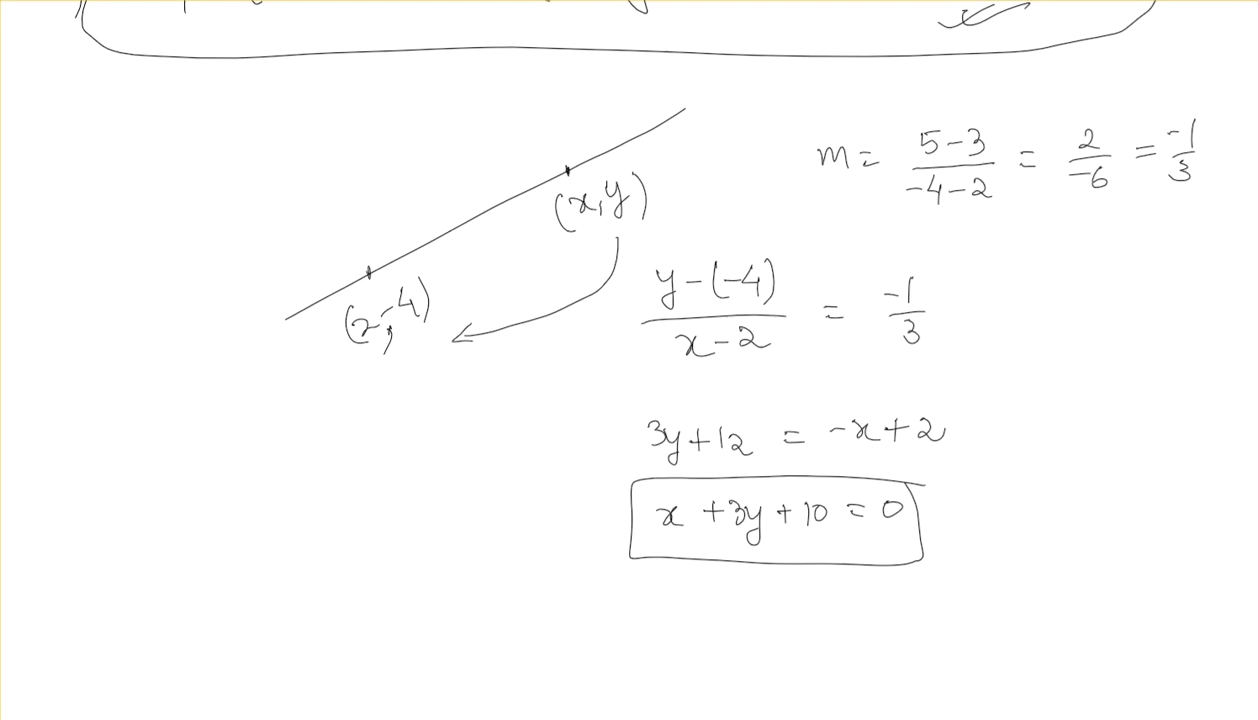 m = 5-3 / -4-2 = 2 / -6 = -1 / 3
(x,y)
(2,-4)
y-(-4) / x-2 = -1 / 3
3y+12 = -x+2
x +3y + 10 = 0